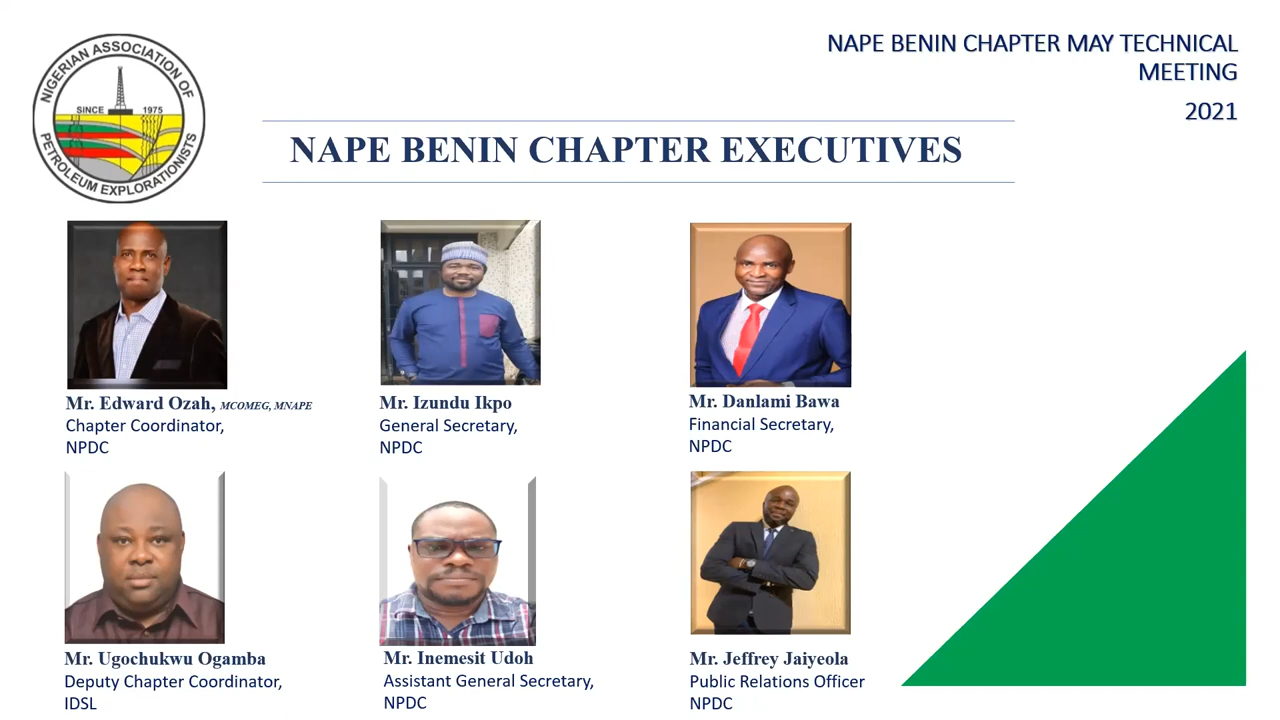 NIGERIAN ASSOCIATION OF
SINCE 1975
PETROLEUM EXPLORATIONISTS
NAPE BENIN CHAPTER MAY TECHNICAL
MEETING
2021
NAPE BENIN CHAPTER EXECUTIVES
Mr. Edward Ozah, MCOMEG, MNAPE
Chapter Coordinator,
NPDC
Mr. Izundu Ikpo
General Secretary,
NPDC
Mr. Danlami Bawa
Financial Secretary,
NPDC
Mr. Ugochukwu Ogamba
Deputy Chapter Coordinator,
IDSL
Mr. Inemesit Udoh
Assistant General Secretary,
NPDC
Mr. Jeffrey Jaiyeola
Public Relations Officer
NPDC